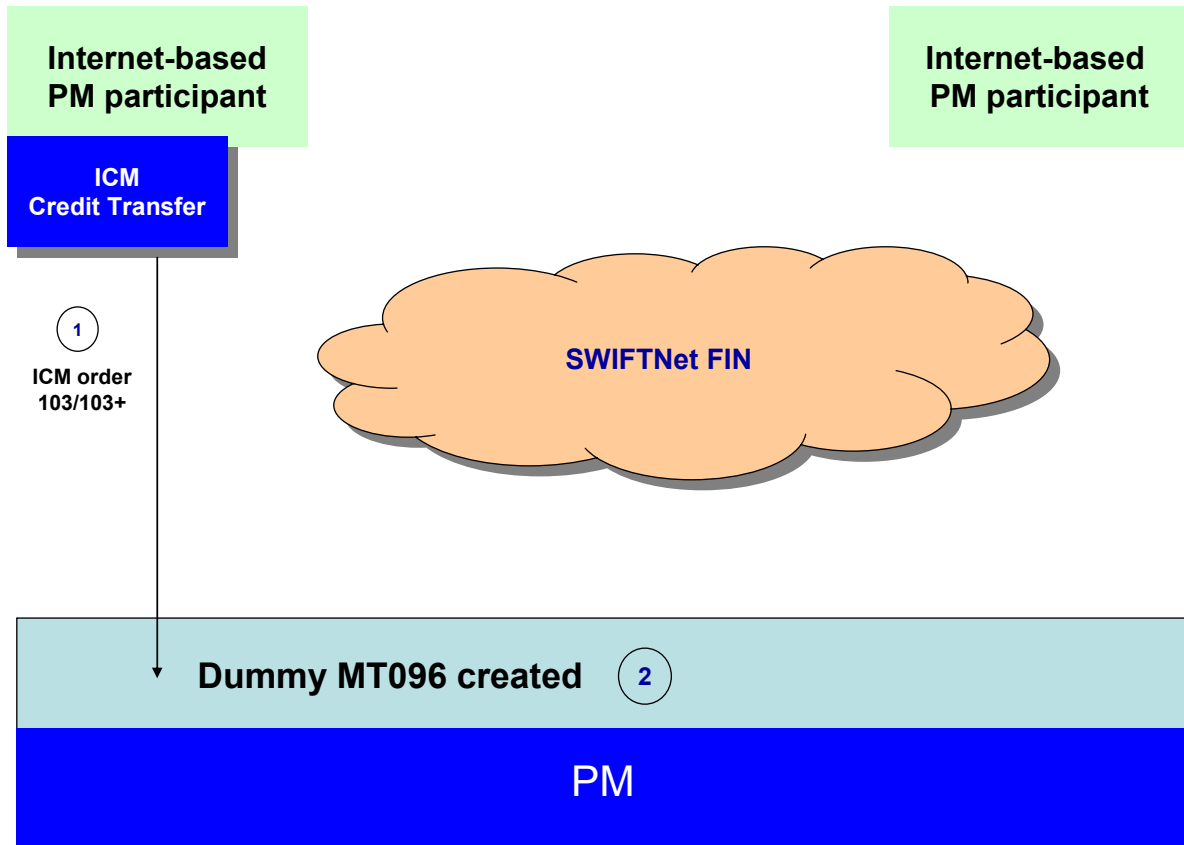 Internet-based
PM participant
Internet-based
PM participant
ICM
Credit Transfer
1
ICM order
103/103+
SWIFTNet FIN
Dummy MT096 created
2
PM